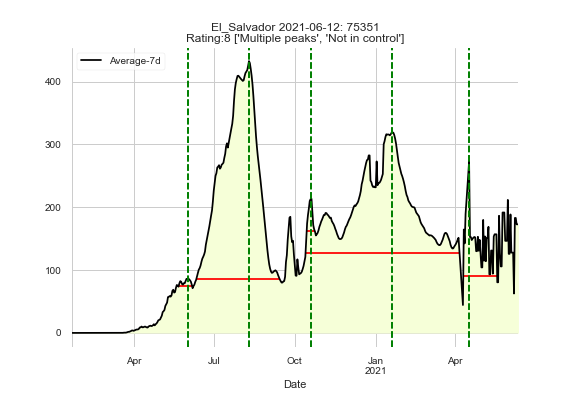 El_Salvador 2021-06-12: 75351
Rating:8 ['Multiple peaks', 'Not in control']
Average-7d
400
300
200
100
0
Apr Jul Oct Jan Apr
2021
Date